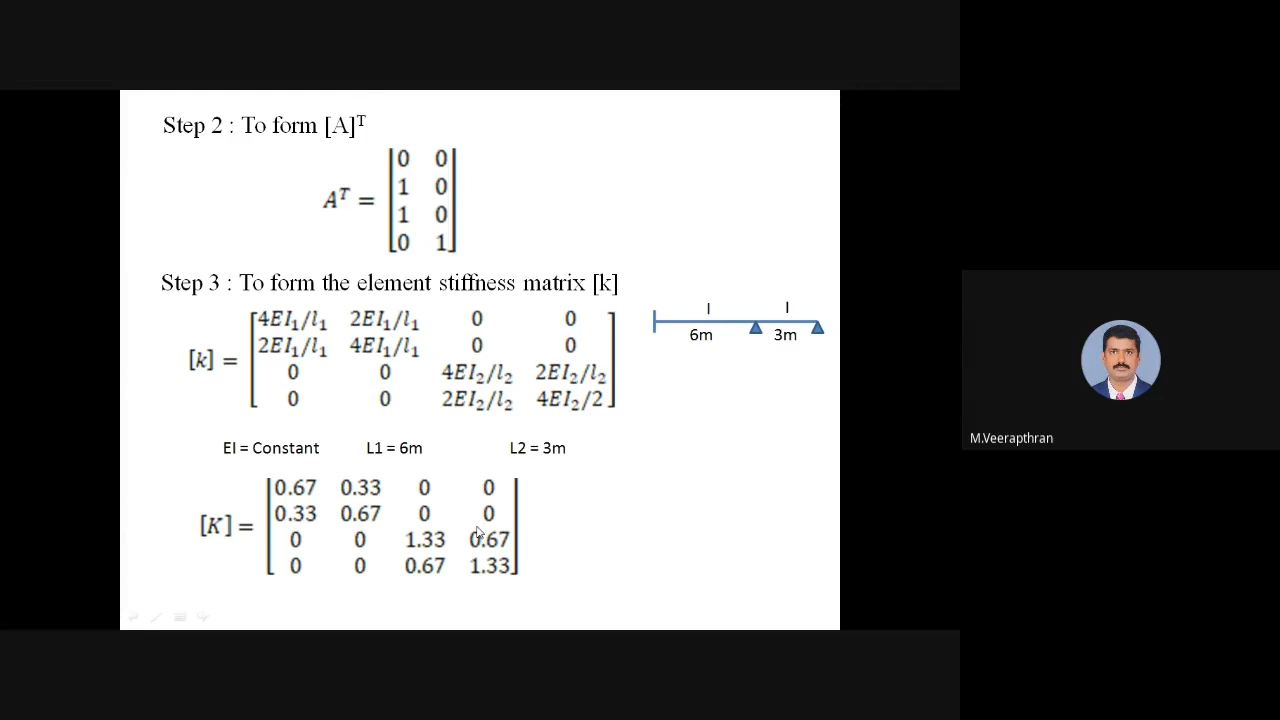 Step 2 : To form [A]ᵀ
Aᵀ = [0 0
1 0
1 0
0 1]
Step 3 : To form the element stiffness matrix [k]
I I
6m 3m
[k] = [4EI₁/l₁ 2EI₁/l₁ 0 0
2EI₁/l₁ 4EI₁/l₁ 0 0
0 0 4EI₂/l₂ 2EI₂/l₂
0 0 2EI₂/l₂ 4EI₂/2]
EI = Constant L1 = 6m L2 = 3m
[K] = [0.67 0.33 0 0
0.33 0.67 0 0
0 0 1.33 0.67
0 0 0.67 1.33]
M.Veerapthran